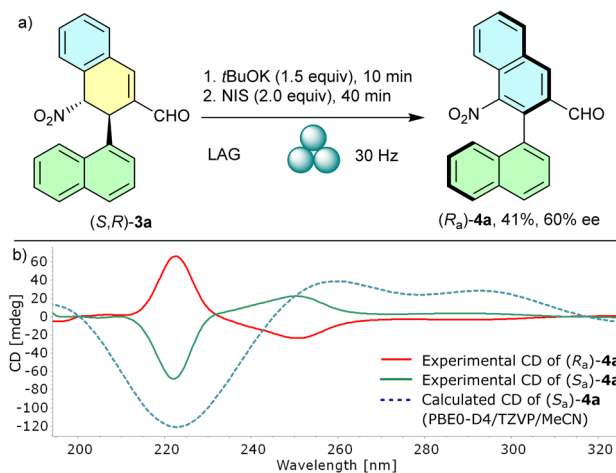 a)
1. tBuOK (1.5 equiv), 10 min
2. NIS (2.0 equiv), 40 min
O₂N
CHO
LAG
30 Hz
O₂N
CHO
(S,R)-3a
(Rₐ)-4a, 41%, 60% ee
b)
CD [mdeg]
60
40
20
0
-20
-40
-60
-80
-100
-120
Experimental CD of (Rₐ)-4a
Experimental CD of (Sₐ)-4a
Calculated CD of (Sₐ)-4a
(PBE0-D4/TZVP/MeCN)
200 220 240 260 280 300 320
Wavelength [nm]